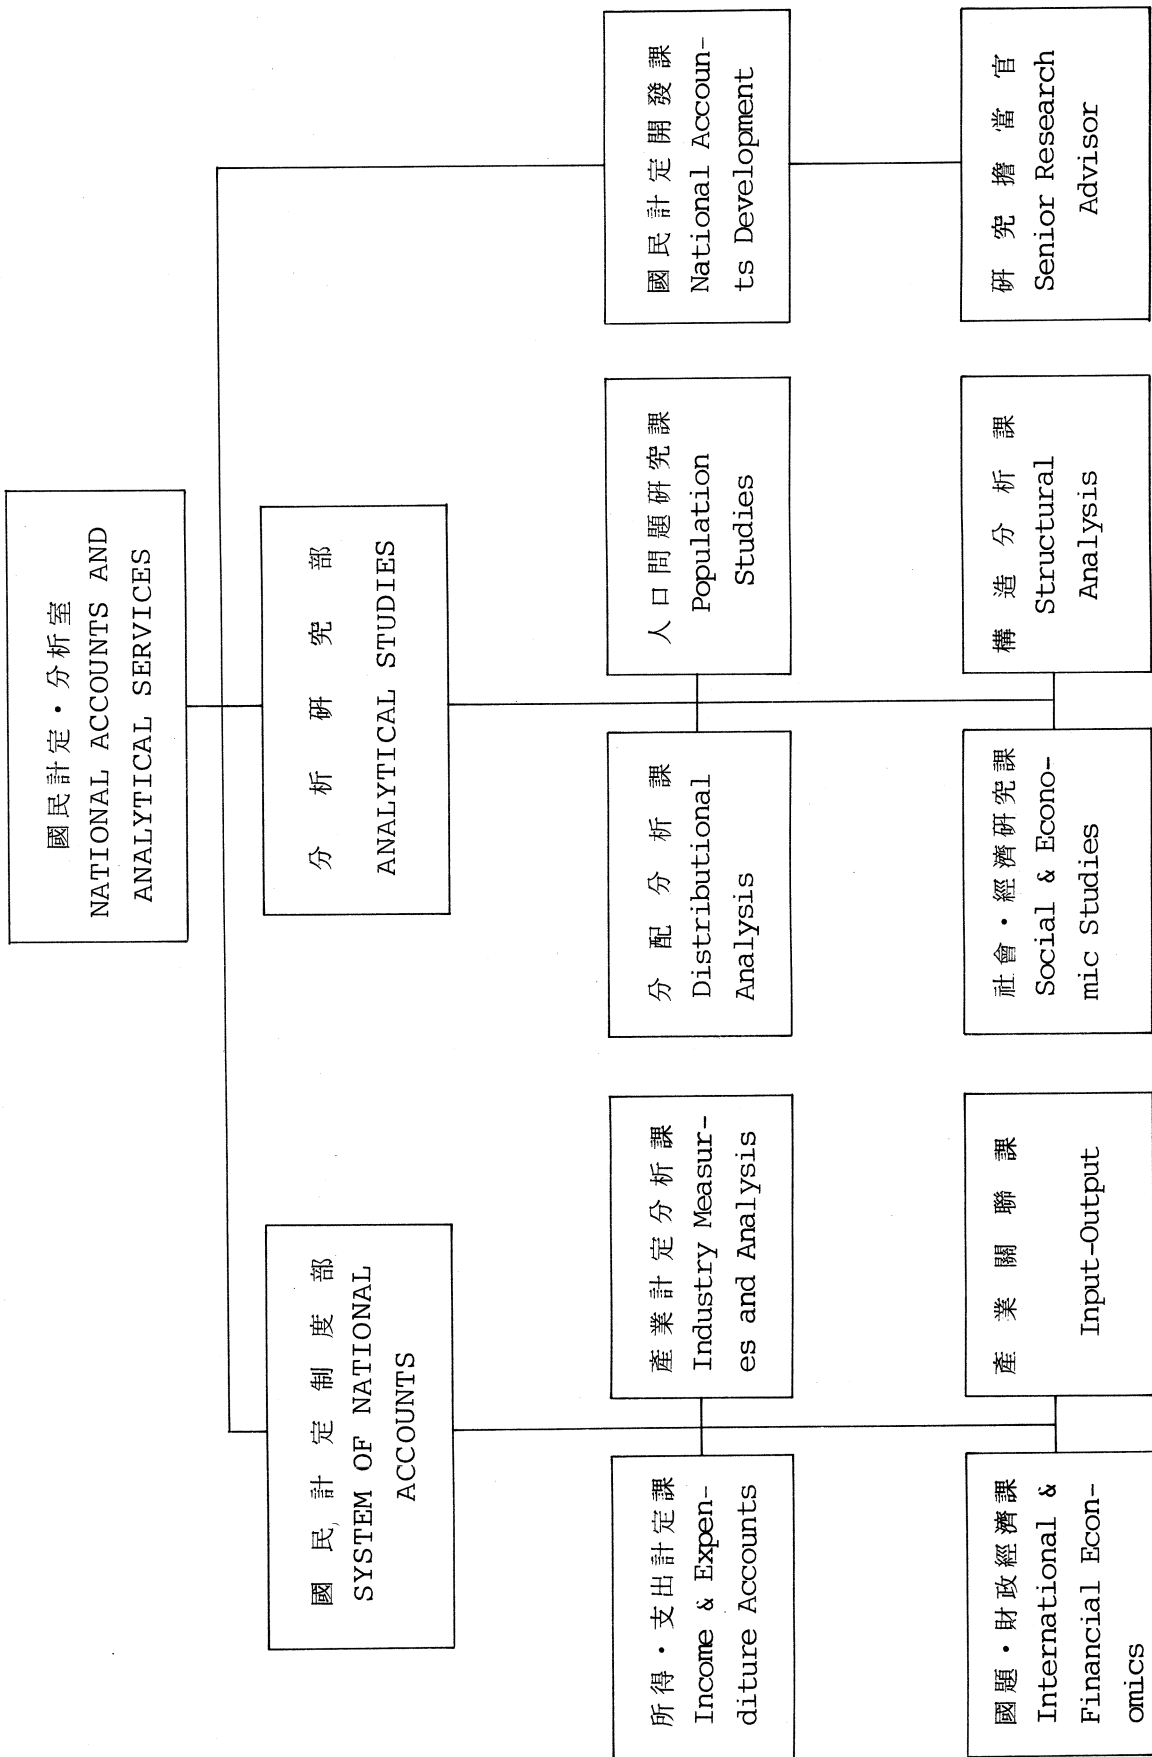 國民計定・分析室
NATIONAL ACCOUNTS AND
ANALYTICAL SERVICES
國民計定制度部
SYSTEM OF NATIONAL
ACCOUNTS
分析硏究部
ANALYTICAL STUDIES
所得・支出計定課
Income & Expen-
diture Accounts
產業計定分析課
Industry Measur-
es and Analysis
分配分析課
Distributional
Analysis
人口問題硏究課
Population
Studies
國民計定開發課
National Accoun-
ts Development
國題・財政經濟課
International &
Financial Econ-
omics
產業關聯課
Input-Output
社會・經濟硏究課
Social & Econo-
mic Studies
構造分析課
Structural
Analysis
硏究擔當官
Senior Research
Advisor